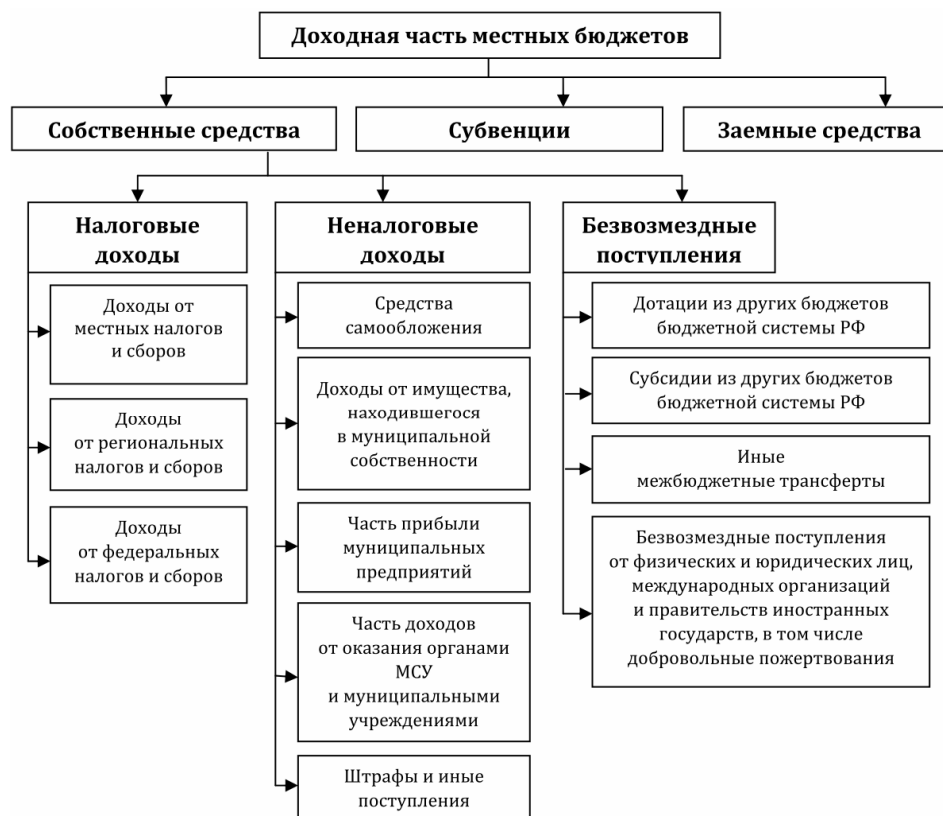 Доходная часть местных бюджетов
Собственные средства
Субвенции
Заемные средства
Налоговые
доходы
Доходы от
местных налогов
и сборов
Доходы
от региональных
налогов и сборов
Доходы
от федеральных
налогов и сборов
Неналоговые
доходы
Средства
самообложения
Доходы от имущества,
находившегося
в муниципальной
собственности
Часть прибыли
муниципальных
предприятий
Часть доходов
от оказания органами
МСУ
и муниципальными
учреждениями
Штрафы и иные
поступления
Безвозмездные
поступления
Дотации из других бюджетов
бюджетной системы РФ
Субсидии из других бюджетов
бюджетной системы РФ
Иные
межбюджетные трансферты
Безвозмездные поступления
от физических и юридических лиц,
международных организаций
и правительств иностранных
государств, в том числе
добровольные пожертвования